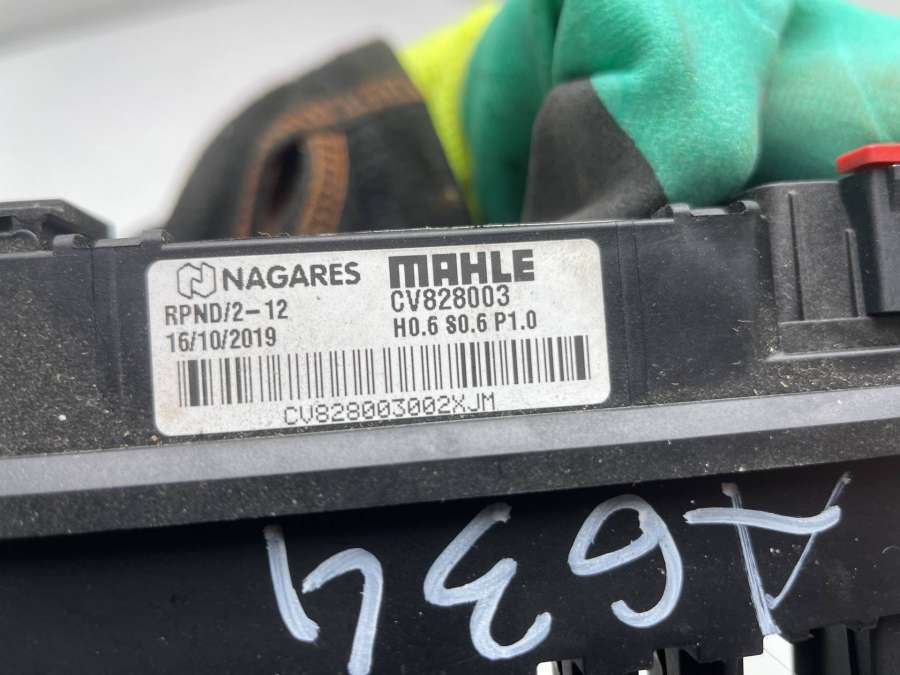 NAGARES MAHLE
RPND/2-12 CV828003
16/10/2019 H0.6 S0.6 P1.0
CV828003002XJM
A634